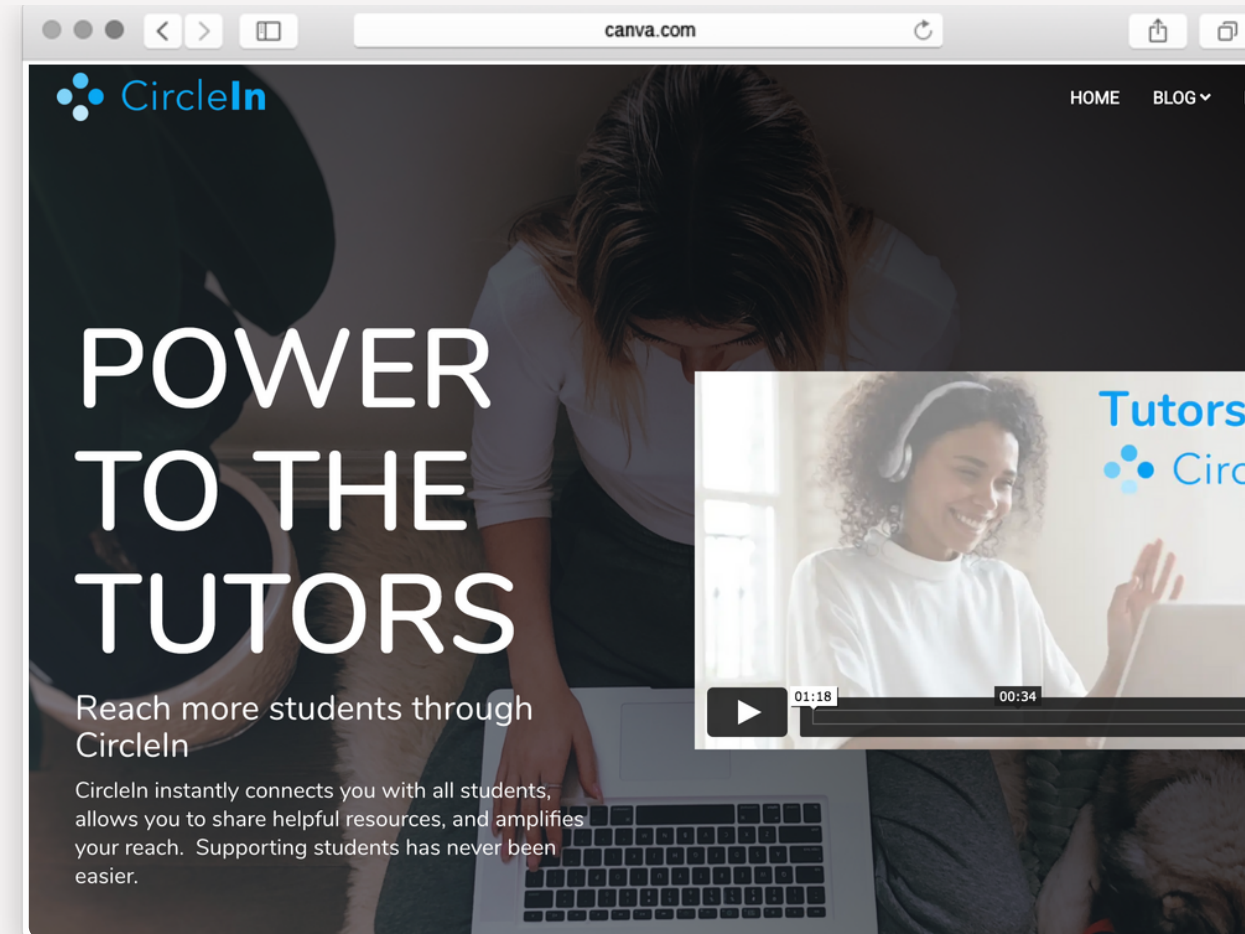 canva.com
CircleIn
HOME BLOG
POWER
TO THE
TUTORS
Reach more students through
CircleIn
CircleIn instantly connects you with all students,
allows you to share helpful resources, and amplifies
your reach.  Supporting students has never been
easier.
Tutors
Circ
01:18 00:34